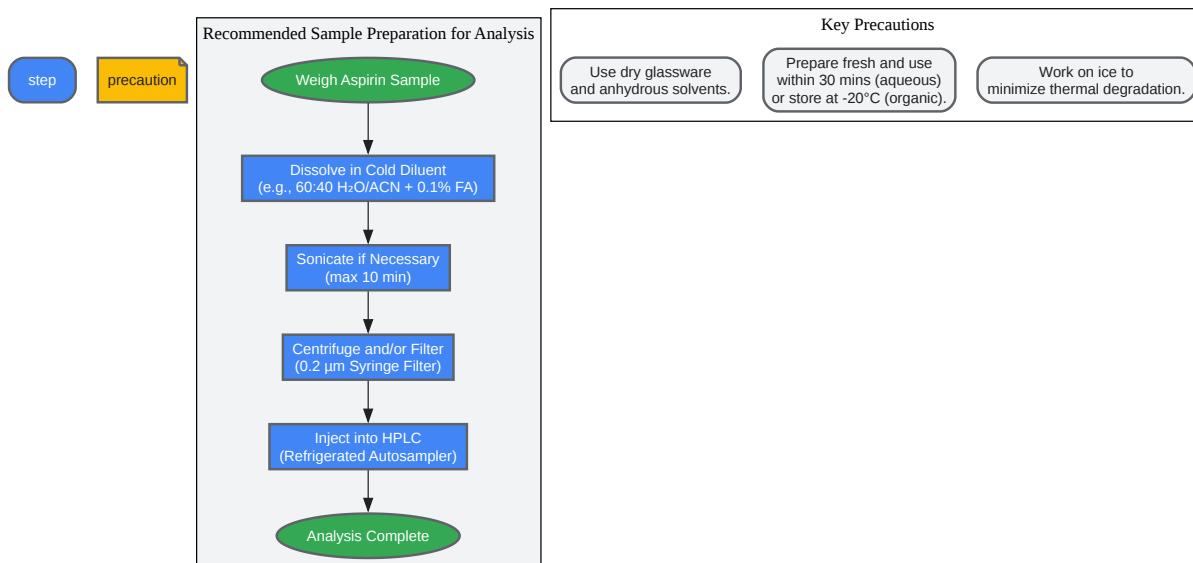 step
precaution
Recommended Sample Preparation for Analysis
Weigh Aspirin Sample
Dissolve in Cold Diluent
(e.g., 60:40 H₂O/ACN + 0.1% FA)
Sonicate if Necessary
(max 10 min)
Centrifuge and/or Filter
(0.2 µm Syringe Filter)
Inject into HPLC
(Refrigerated Autosampler)
Analysis Complete
Key Precautions
Use dry glassware
and anhydrous solvents.
Prepare fresh and use
within 30 mins (aqueous)
or store at -20°C (organic).
Work on ice to
minimize thermal degradation.